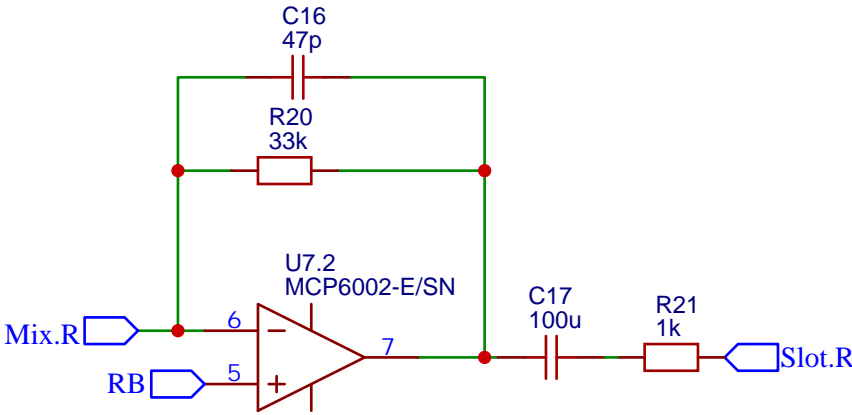 C16
47p
R20
33k
U7.2
MCP6002-E/SN
C17
100u
R21
1k
Mix.R
6
−
7
Slot.R
RB
5
+